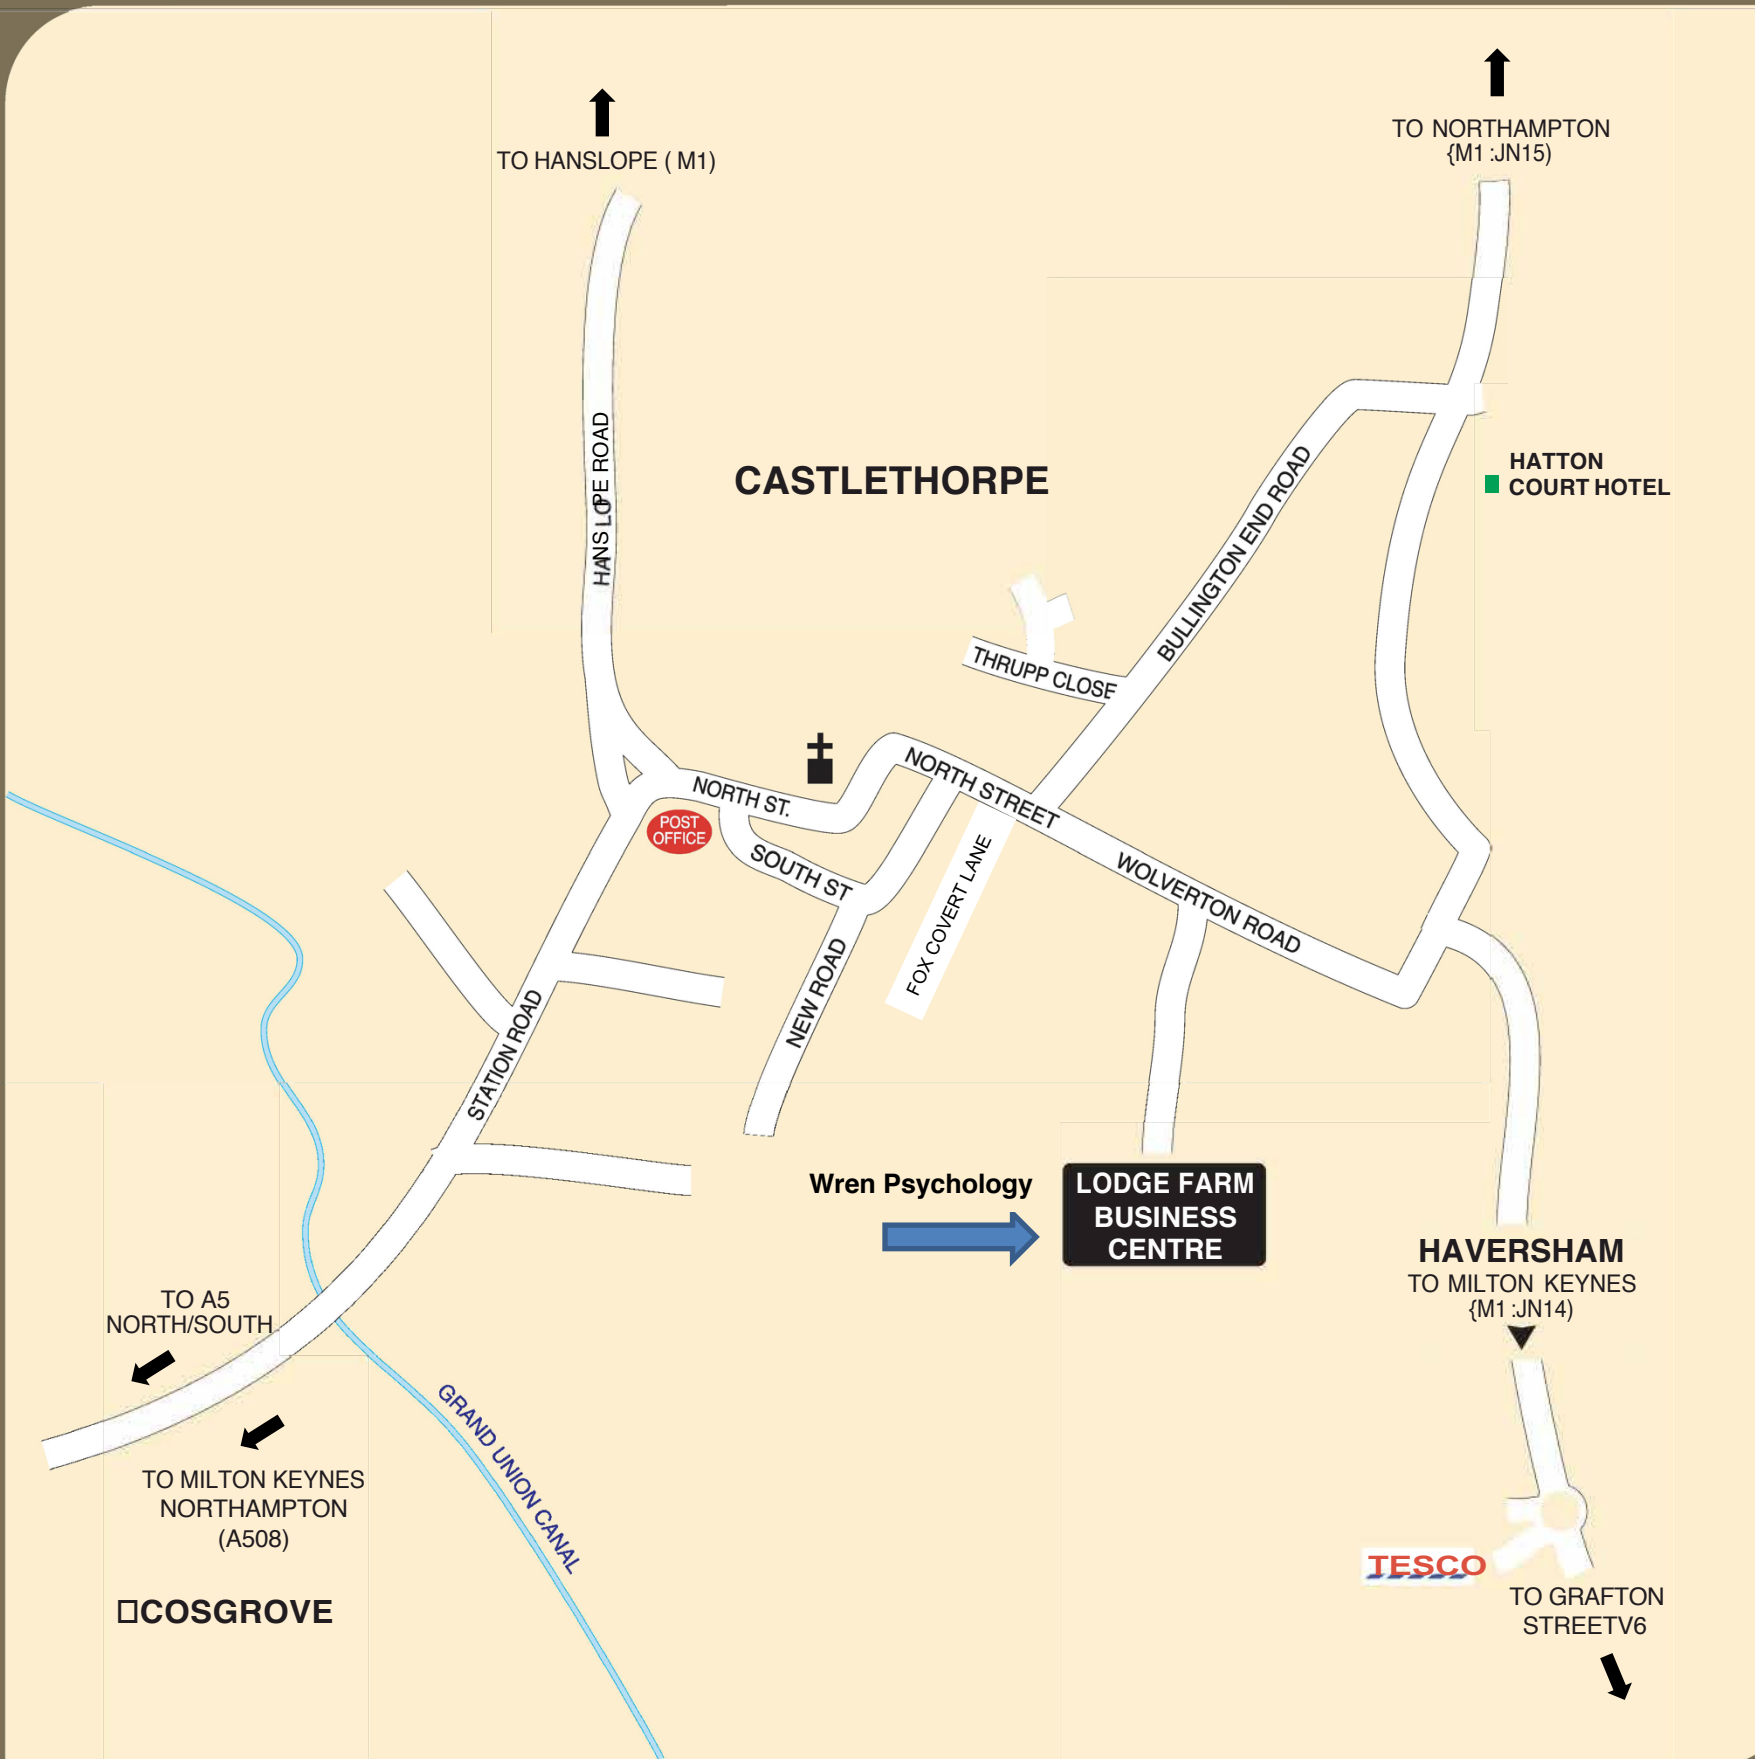 TO HANSLOPE ( M1)
TO NORTHAMPTON
{M1 :JN15)
HANSLOPE ROAD
CASTLETHORPE
BULLINGTON END ROAD
HATTON
COURT HOTEL
THRUPP CLOSE
NORTH ST.
NORTH STREET
POST
OFFICE
SOUTH ST
FOX COVERT LANE
WOLVERTON ROAD
NEW ROAD
STATION ROAD
Wren Psychology
LODGE FARM
BUSINESS
CENTRE
HAVERSHAM
TO MILTON KEYNES
{M1 :JN14)
TO A5
NORTH/SOUTH
GRAND UNION CANAL
TO MILTON KEYNES
NORTHAMPTON
(A508)
TESCO
TO GRAFTON
STREETV6
□COSGROVE